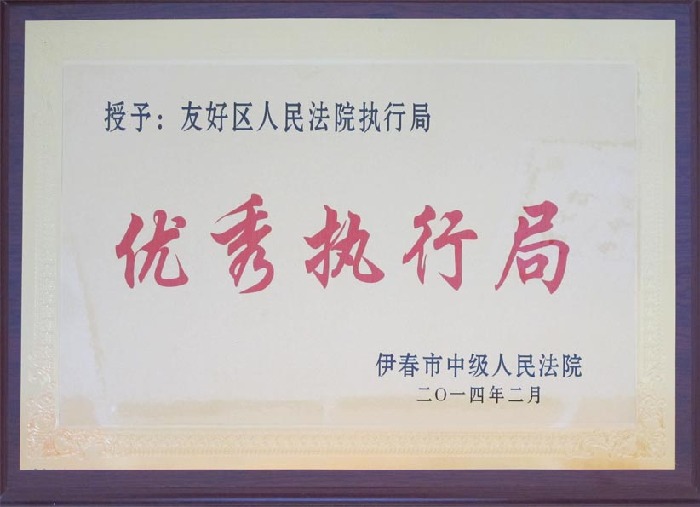 授予：友好区人民法院执行局
优秀执行局
伊春市中级人民法院
二〇一四年二月